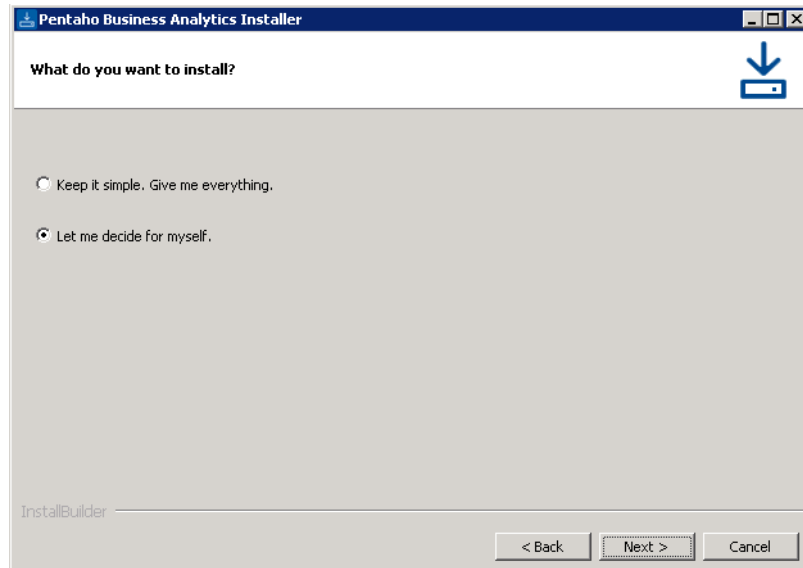 Pentaho Business Analytics Installer
What do you want to install?
Keep it simple. Give me everything.
Let me decide for myself.
InstallBuilder
< Back
Next >
Cancel